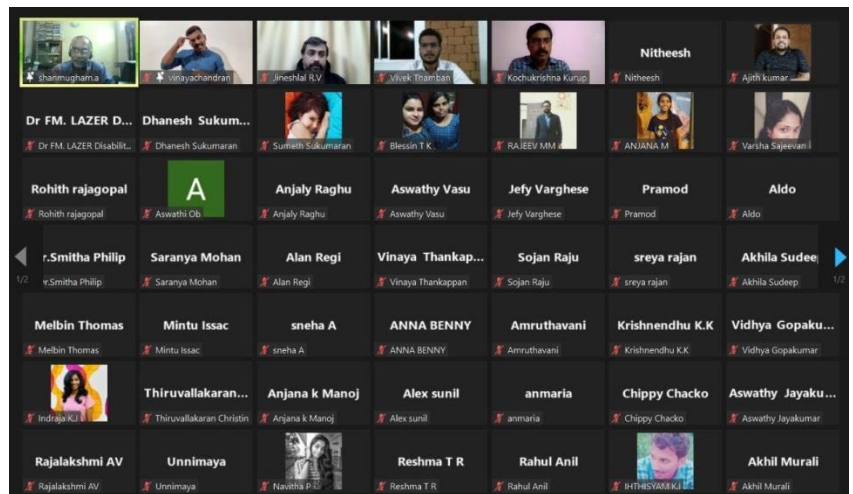 shanmugham.a
vinayachandran
Jineshlal R.V
Vivek Thamban
Kochukrishna Kurup
Nitheesh
Nitheesh
Ajith kumar
Dr FM. LAZER D...
Dr FM. LAZER Disabilit...
Dhanesh Sukum...
Dhanesh Sukumaran
Sumeth Sukumaran
Blessin T K
RAJEEV MM
ANJANA M
Varsha Sajeevan
Rohith rajagopal
Rohith rajagopal
A
Aswathi Ob
Anjaly Raghu
Anjaly Raghu
Aswathy Vasu
Aswathy Vasu
Jefy Varghese
Jefy Varghese
Pramod
Pramod
Aldo
Aldo
1/2
r.Smitha Philip
r.Smitha Philip
Saranya Mohan
Saranya Mohan
Alan Regi
Alan Regi
Vinaya Thankap...
Vinaya Thankappan
Sojan Raju
Sojan Raju
sreya rajan
sreya rajan
Akhila Sudee
Akhila Sudeep
1/2
Melbin Thomas
Melbin Thomas
Mintu Issac
Mintu Issac
sneha A
sneha A
ANNA BENNY
ANNA BENNY
Amruthavani
Amruthavani
Krishnendhu K.K
Krishnendhu K.K
Vidhya Gopaku...
Vidhya Gopakumar
Indraja K.J
Thiruvallakaran...
Thiruvallakaran Christin
Anjana k Manoj
Anjana k Manoj
Alex sunil
Alex sunil
anmaria
anmaria
Chippy Chacko
Chippy Chacko
Aswathy Jayaku...
Aswathy Jayakumar
Rajalakshmi AV
Rajalakshmi AV
Unnimaya
Unnimaya
Navitha P
Reshma T R
Reshma T R
Rahul Anil
Rahul Anil
IHTHISYAM K.J
Akhil Murali
Akhil Murali